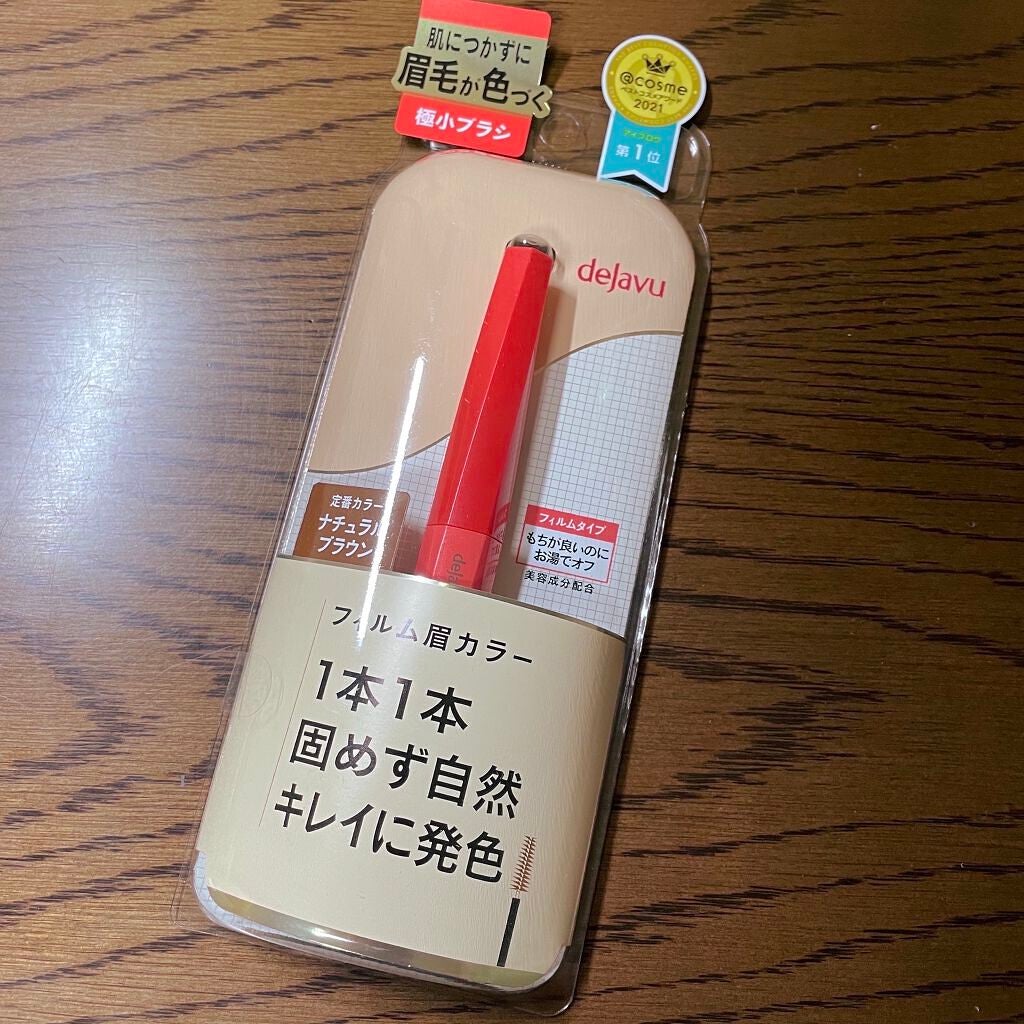 肌につかずに
眉毛が色づく
極小ブラシ
@cosme
ベストコスメアワード
2021
アイブロウ
第1位
dejavu
定番カラー
ナチュラル
ブラウン
フィルムタイプ
もちが良いのに
お湯でオフ
美容成分配合
フィルム眉カラー
1本1本
固めず自然
キレイに発色